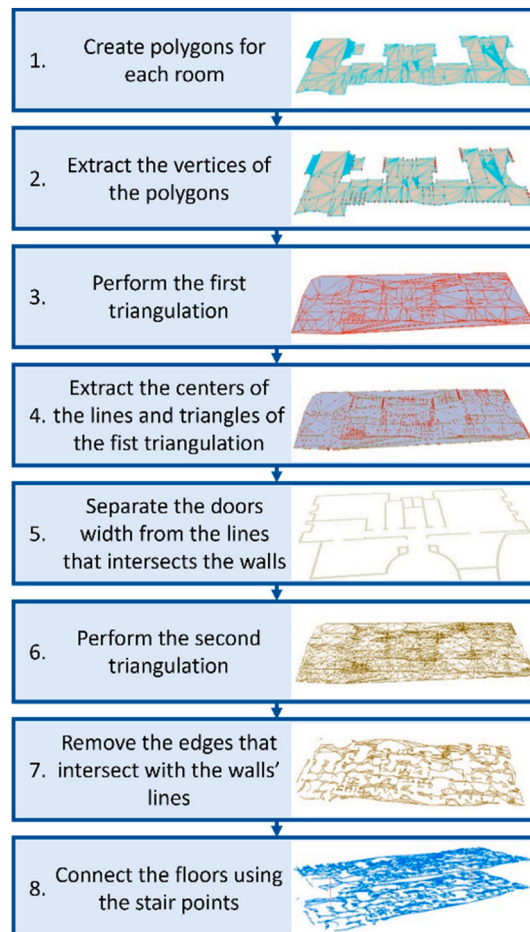 1.
Create polygons for
each room
2.
Extract the vertices of
the polygons
3.
Perform the first
triangulation
4.
Extract the centers of
the lines and triangles of
the fist triangulation
5.
Separate the doors
width from the lines
that intersects the walls
6.
Perform the second
triangulation
7.
Remove the edges that
intersect with the walls'
lines
8.
Connect the floors using
the stair points